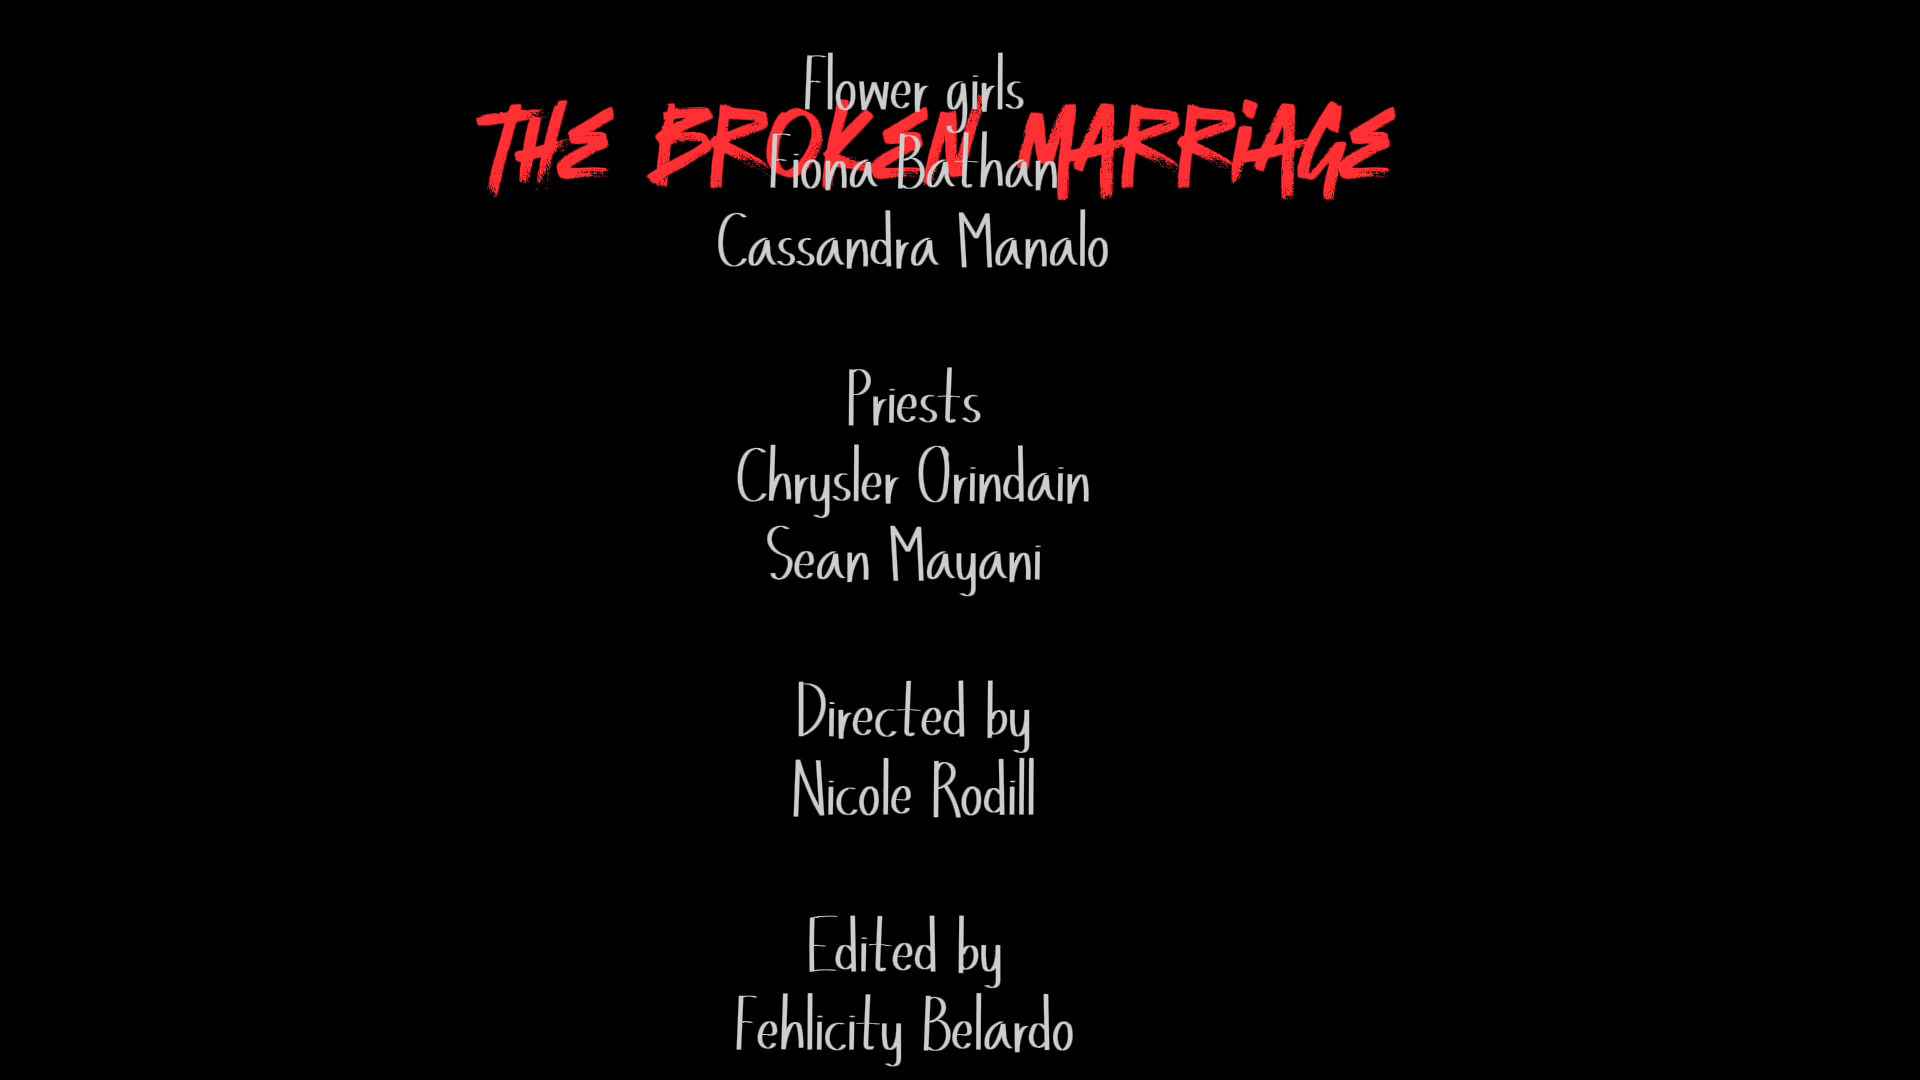 Flower girls
THE BROKEN MARRiAGE
Fiona Bathan
Cassandra Manalo
Priests
Chrysler Orindain
Sean Mayani
Directed by
Nicole Rodill
Edited by
Fehlicity Belardo